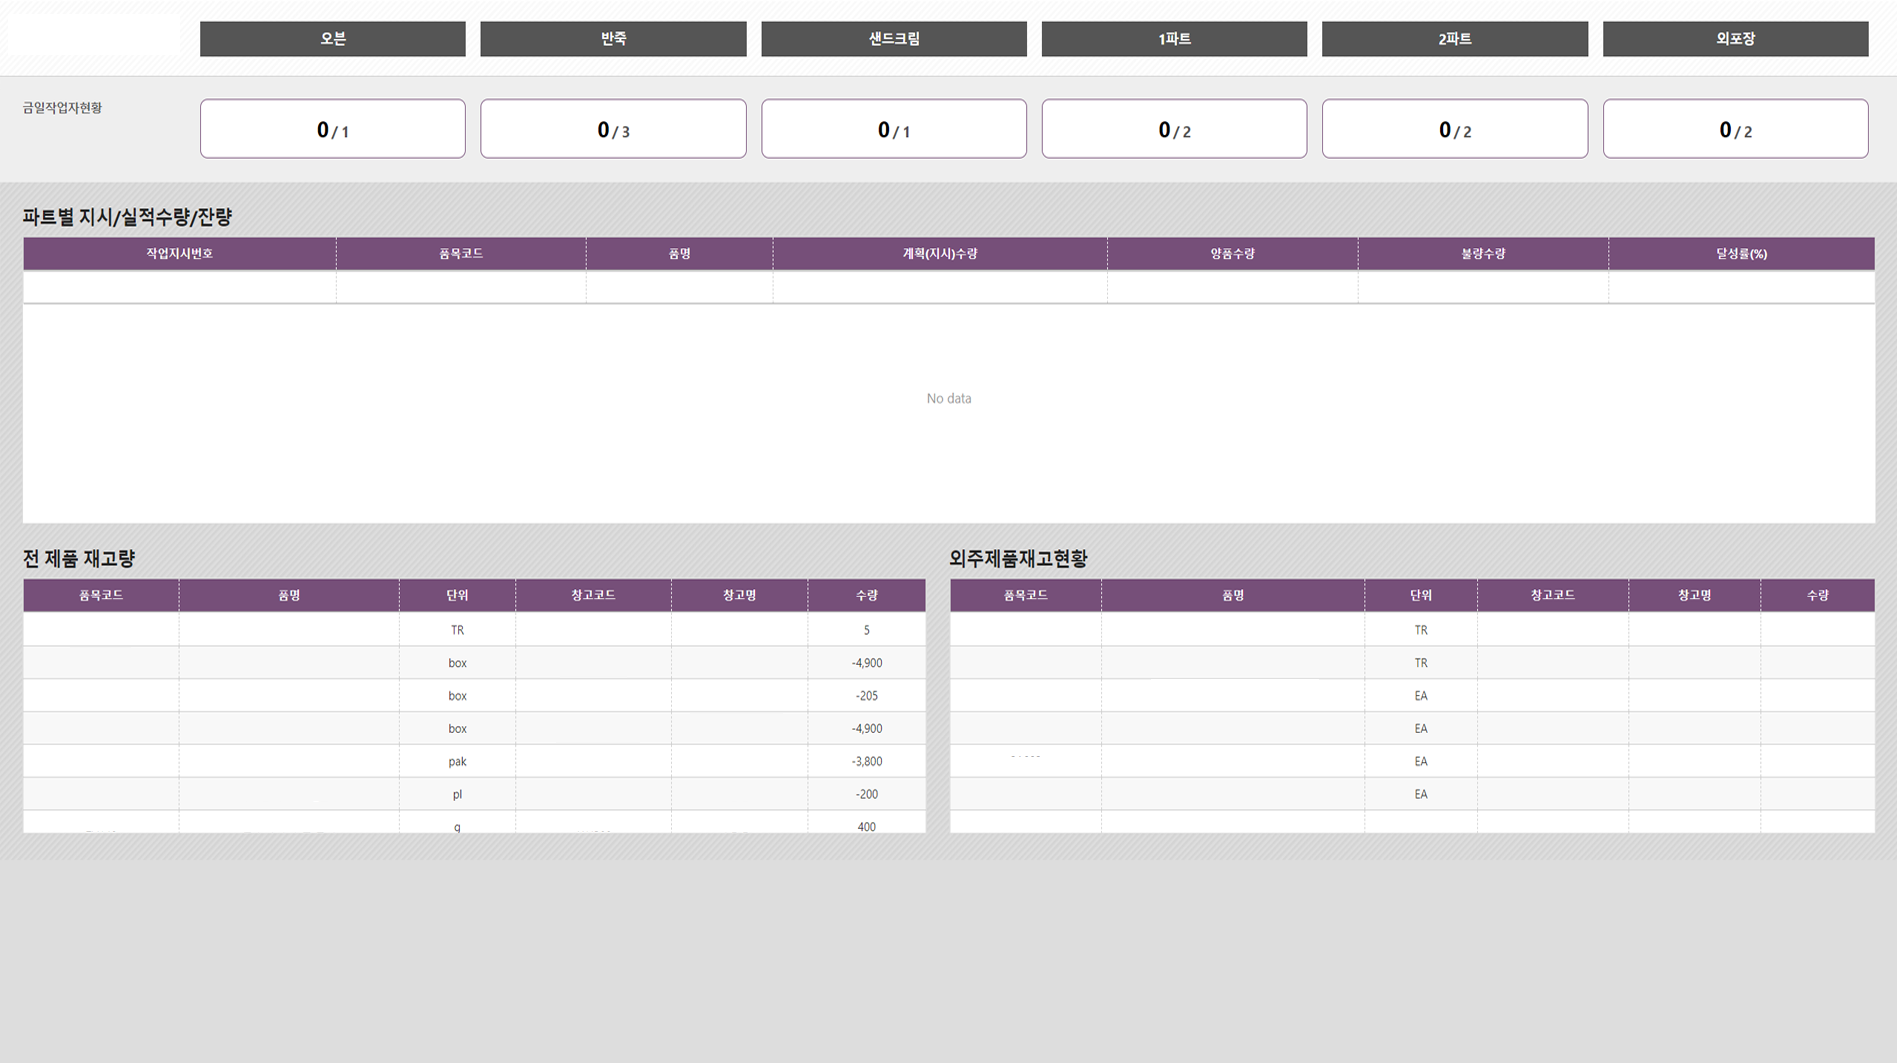 오븐 반죽 샌드크림 1파트 2파트 외포장
금일작업자현황 0 / 1 0 / 3 0 / 1 0 / 2 0 / 2 0 / 2
파트별 지시/실적수량/잔량
작업지시번호 품목코드 품명 계획(지시)수량 양품수량 불량수량 달성률(%)
No data
전 제품 재고량
품목코드 품명 단위 창고코드 창고명 수량
TR 5
box -4,900
box -205
box -4,900
pak -3,800
pl -200
g 400
외주제품재고현황
품목코드 품명 단위 창고코드 창고명 수량
TR
TR
EA
EA
EA
EA